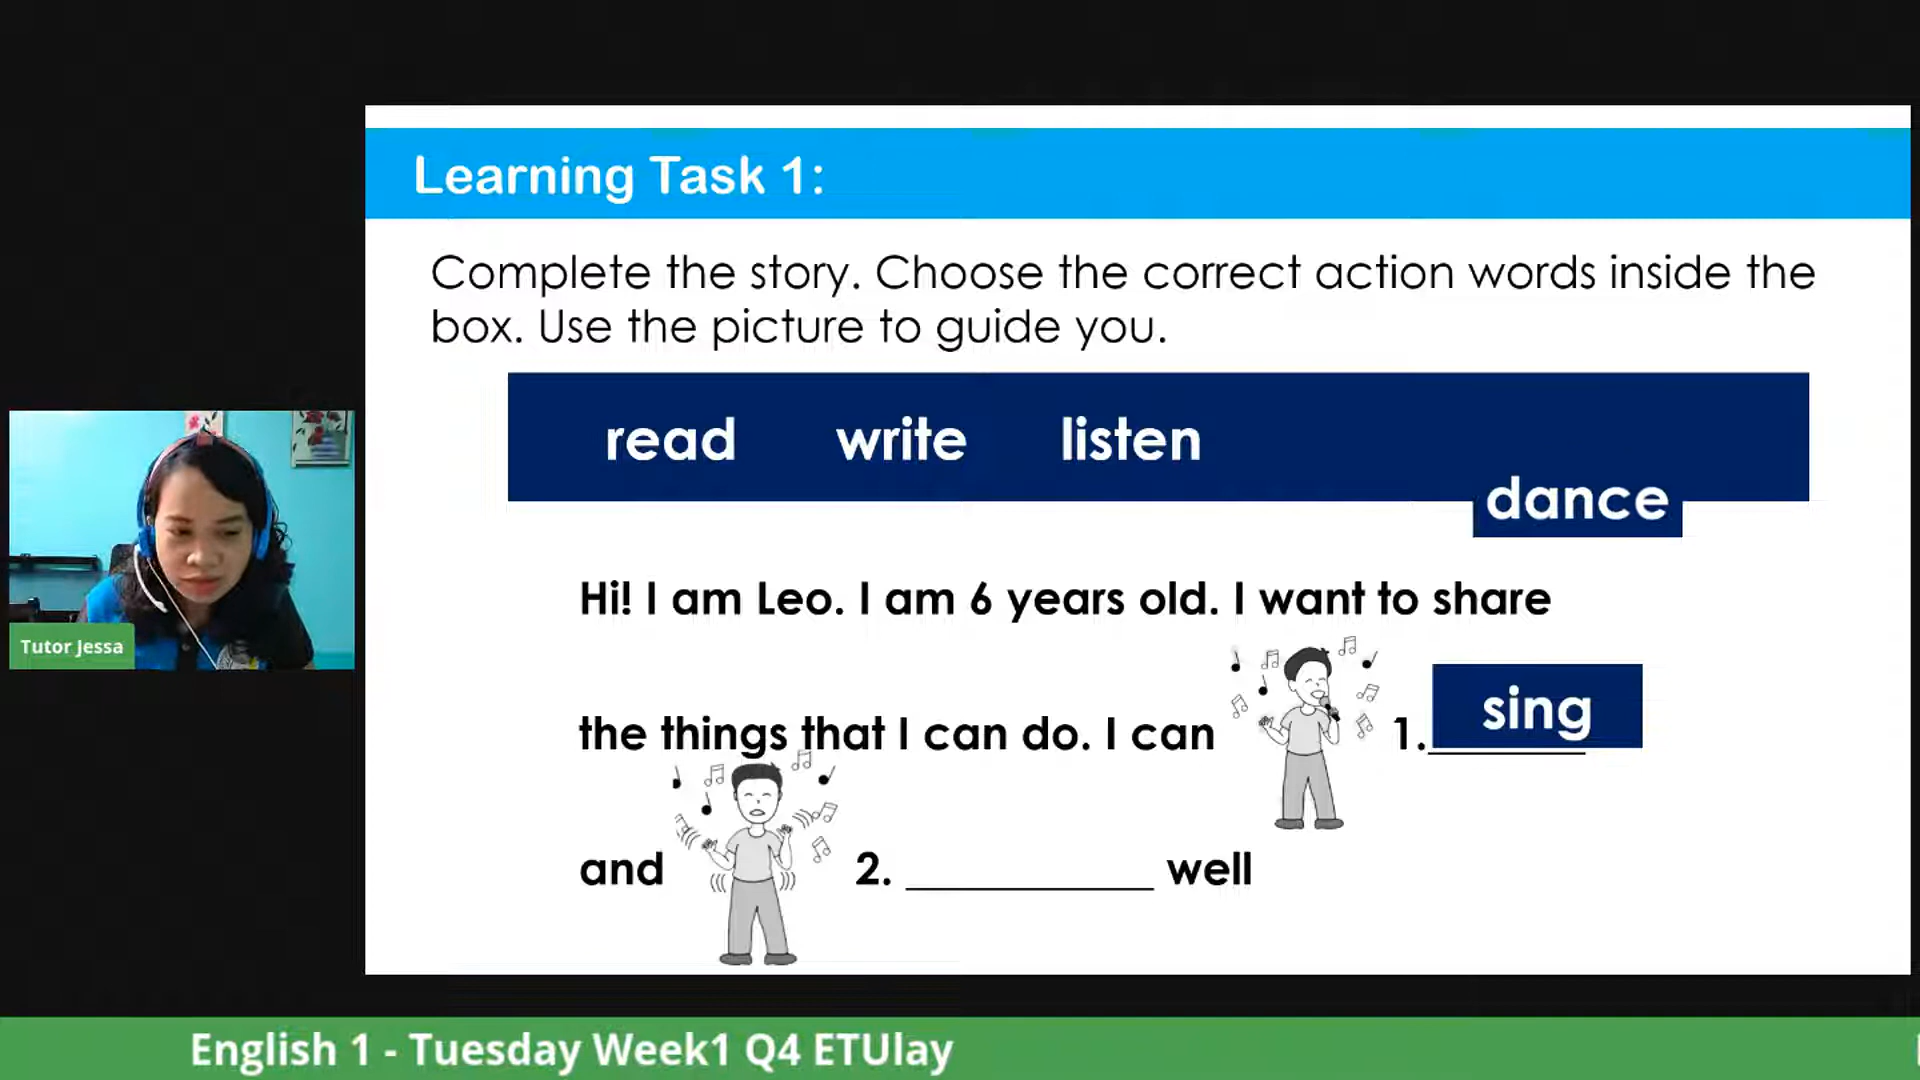 Learning Task 1:
Complete the story. Choose the correct action words inside the
box. Use the picture to guide you.
read write listen
dance
Hi! I am Leo. I am 6 years old. I want to share
the things that I can do. I can 1. sing
and 2. __________ well
Tutor Jessa
English 1 - Tuesday Week1 Q4 ETUlay